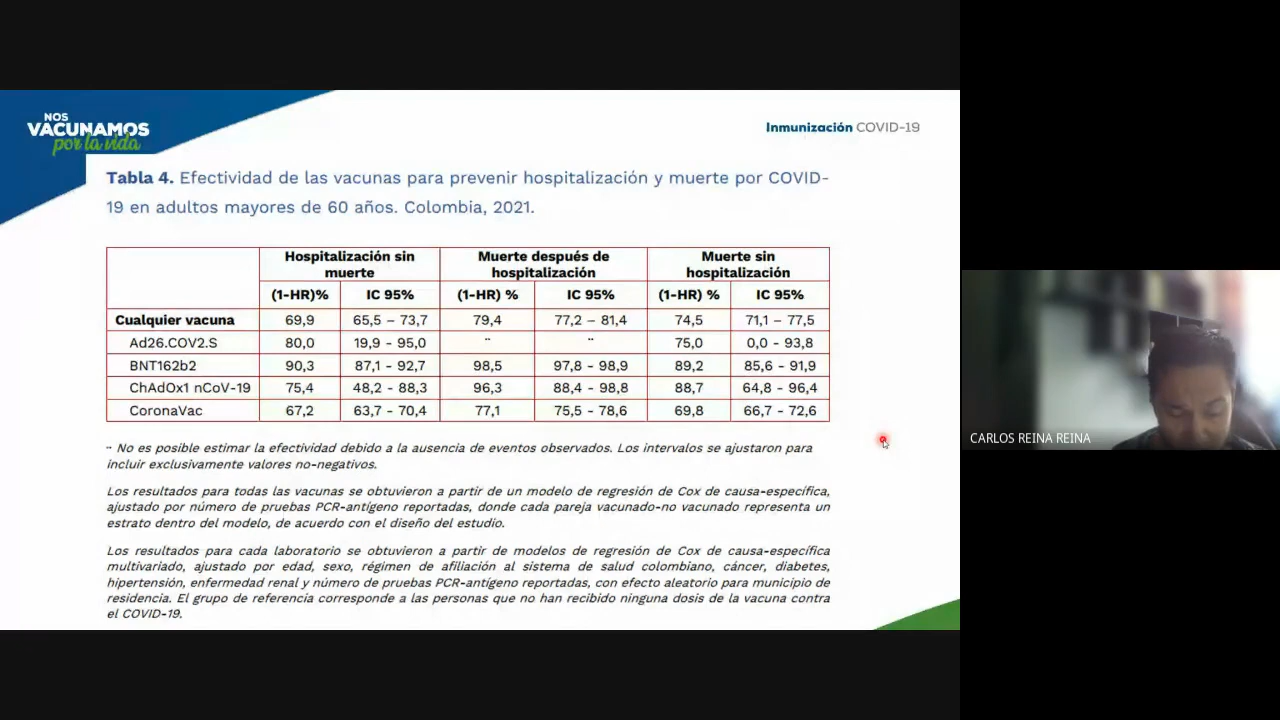 NOS
VACUNAMOS
por la vida
Inmunización COVID-19
Tabla 4. Efectividad de las vacunas para prevenir hospitalización y muerte por COVID-
19 en adultos mayores de 60 años. Colombia, 2021.
Hospitalización sin muerte Muerte después de hospitalización Muerte sin hospitalización
(1-HR)% IC 95% (1-HR) % IC 95% (1-HR) % IC 95%
Cualquier vacuna 69,9 65,5 – 73,7 79,4 77,2 – 81,4 74,5 71,1 – 77,5
Ad26.COV2.S 80,0 19,9 - 95,0 ¨ ¨ 75,0 0,0 - 93,8
BNT162b2 90,3 87,1 - 92,7 98,5 97,8 - 98,9 89,2 85,6 - 91,9
ChAdOx1 nCoV-19 75,4 48,2 - 88,3 96,3 88,4 - 98,8 88,7 64,8 - 96,4
CoronaVac 67,2 63,7 - 70,4 77,1 75,5 - 78,6 69,8 66,7 - 72,6
¨ No es posible estimar la efectividad debido a la ausencia de eventos observados. Los intervalos se ajustaron para
incluir exclusivamente valores no-negativos.
Los resultados para todas las vacunas se obtuvieron a partir de un modelo de regresión de Cox de causa-específica,
ajustado por número de pruebas PCR-antígeno reportadas, donde cada pareja vacunado-no vacunado representa un
estrato dentro del modelo, de acuerdo con el diseño del estudio.
Los resultados para cada laboratorio se obtuvieron a partir de modelos de regresión de Cox de causa-específica
multivariado, ajustado por edad, sexo, régimen de afiliación al sistema de salud colombiano, cáncer, diabetes,
hipertensión, enfermedad renal y número de pruebas PCR-antígeno reportadas, con efecto aleatorio para municipio de
residencia. El grupo de referencia corresponde a las personas que no han recibido ninguna dosis de la vacuna contra
el COVID-19.
CARLOS REINA REINA